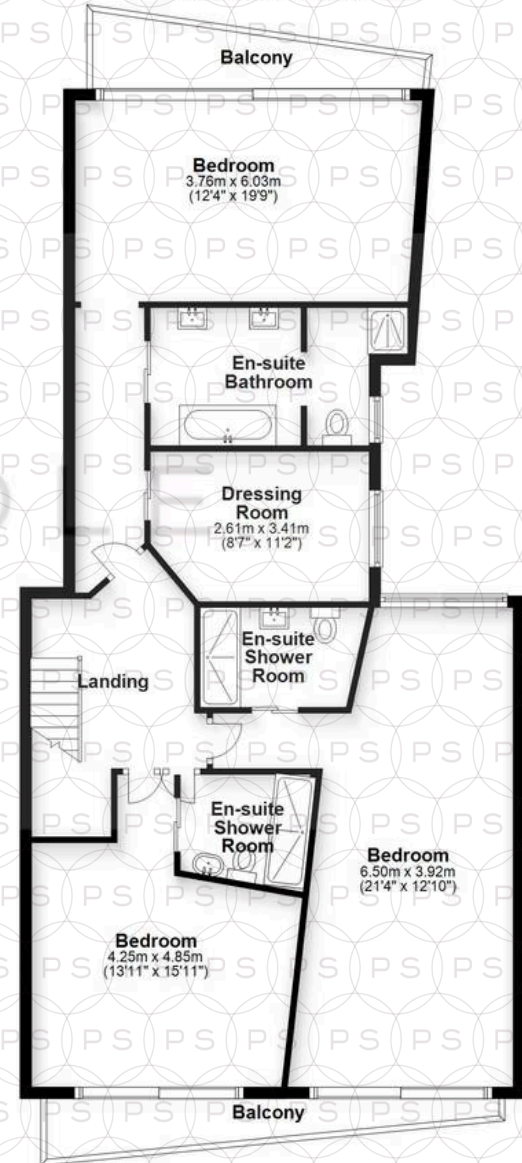 Balcony
Bedroom
3.76m x 6.03m
(12'4" x 19'9")
En-suite
Bathroom
Dressing
Room
2.61m x 3.41m
(8'7" x 11'2")
En-suite
Shower
Room
Landing
En-suite
Shower
Room
Bedroom
6.50m x 3.92m
(21'4" x 12'10")
Bedroom
4.25m x 4.85m
(13'11" x 15'11")
Balcony
PS